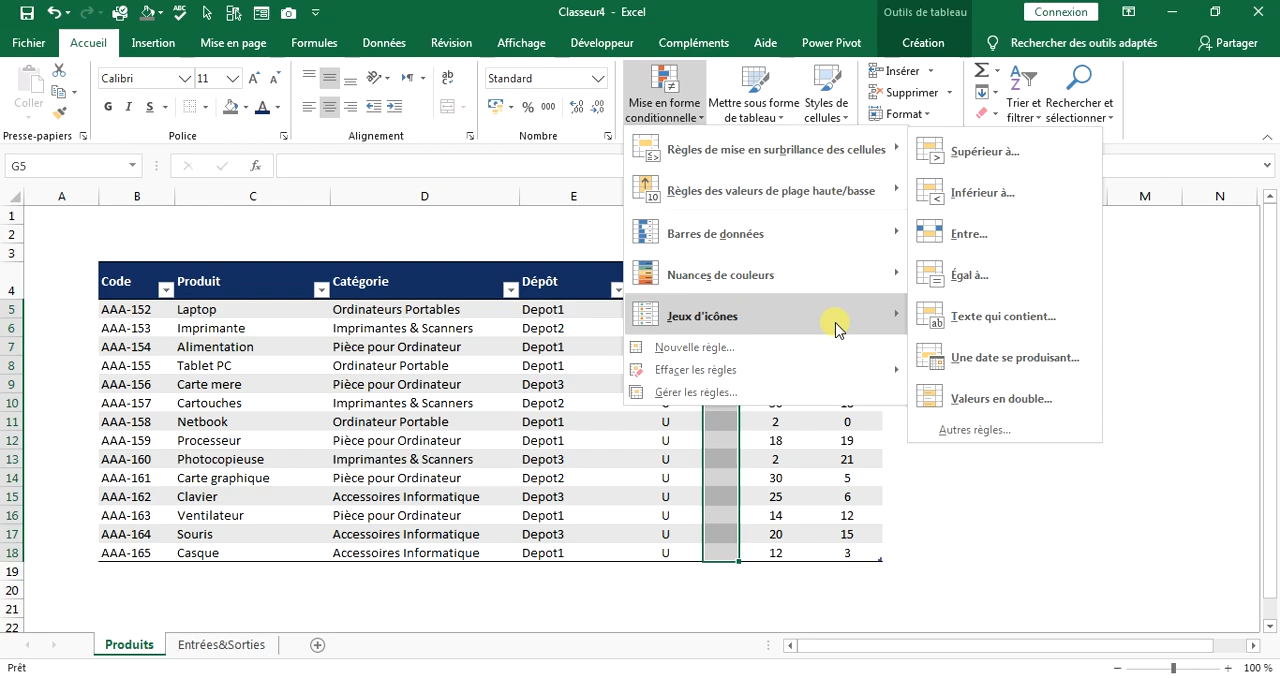 Classeur4 - Excel
Outils de tableau
Connexion
Fichier Accueil Insertion Mise en page Formules Données Révision Affichage Développeur Compléments Aide Power Pivot Création Rechercher des outils adaptés Partager
Coller
Calibri 11
G I S
Standard
% 000
Mise en forme conditionnelle
Mettre sous forme de tableau
Styles de cellules
Insérer
Supprimer
Format
Trier et filtrer
Rechercher et sélectionner
Presse-papiers Police Alignement Nombre
G5 fx
Règles de mise en surbrillance des cellules
Règles des valeurs de plage haute/basse
Barres de données
Nuances de couleurs
Jeux d'icônes
Nouvelle règle...
Effacer les règles
Gérer les règles...
Supérieur à...
Inférieur à...
Entre...
Égal à...
Texte qui contient...
Une date se produisant...
Valeurs en double...
Autres règles...
A B C D E M N
1
2
3
4 Code Produit Catégorie Dépôt
5 AAA-152 Laptop Ordinateurs Portables Depot1
6 AAA-153 Imprimante Imprimantes & Scanners Depot2
7 AAA-154 Alimentation Pièce pour Ordinateur Depot1
8 AAA-155 Tablet PC Ordinateur Portable Depot1
9 AAA-156 Carte mere Pièce pour Ordinateur Depot3
10 AAA-157 Cartouches Imprimantes & Scanners Depot2
11 AAA-158 Netbook Ordinateur Portable Depot1 U 2 0
12 AAA-159 Processeur Pièce pour Ordinateur Depot1 U 18 19
13 AAA-160 Photocopieuse Imprimantes & Scanners Depot3 U 2 21
14 AAA-161 Carte graphique Pièce pour Ordinateur Depot2 U 30 5
15 AAA-162 Clavier Accessoires Informatique Depot3 U 25 6
16 AAA-163 Ventilateur Pièce pour Ordinateur Depot1 U 14 12
17 AAA-164 Souris Accessoires Informatique Depot3 U 20 15
18 AAA-165 Casque Accessoires Informatique Depot1 U 12 3
19
20
21
22
Produits Entrées&Sorties
Prêt
100 %